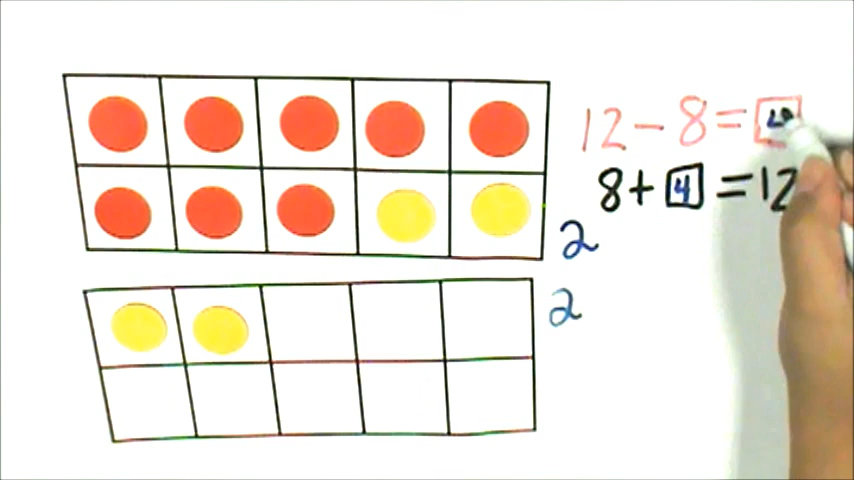 12 - 8 =
8 + 4 = 12
2
2